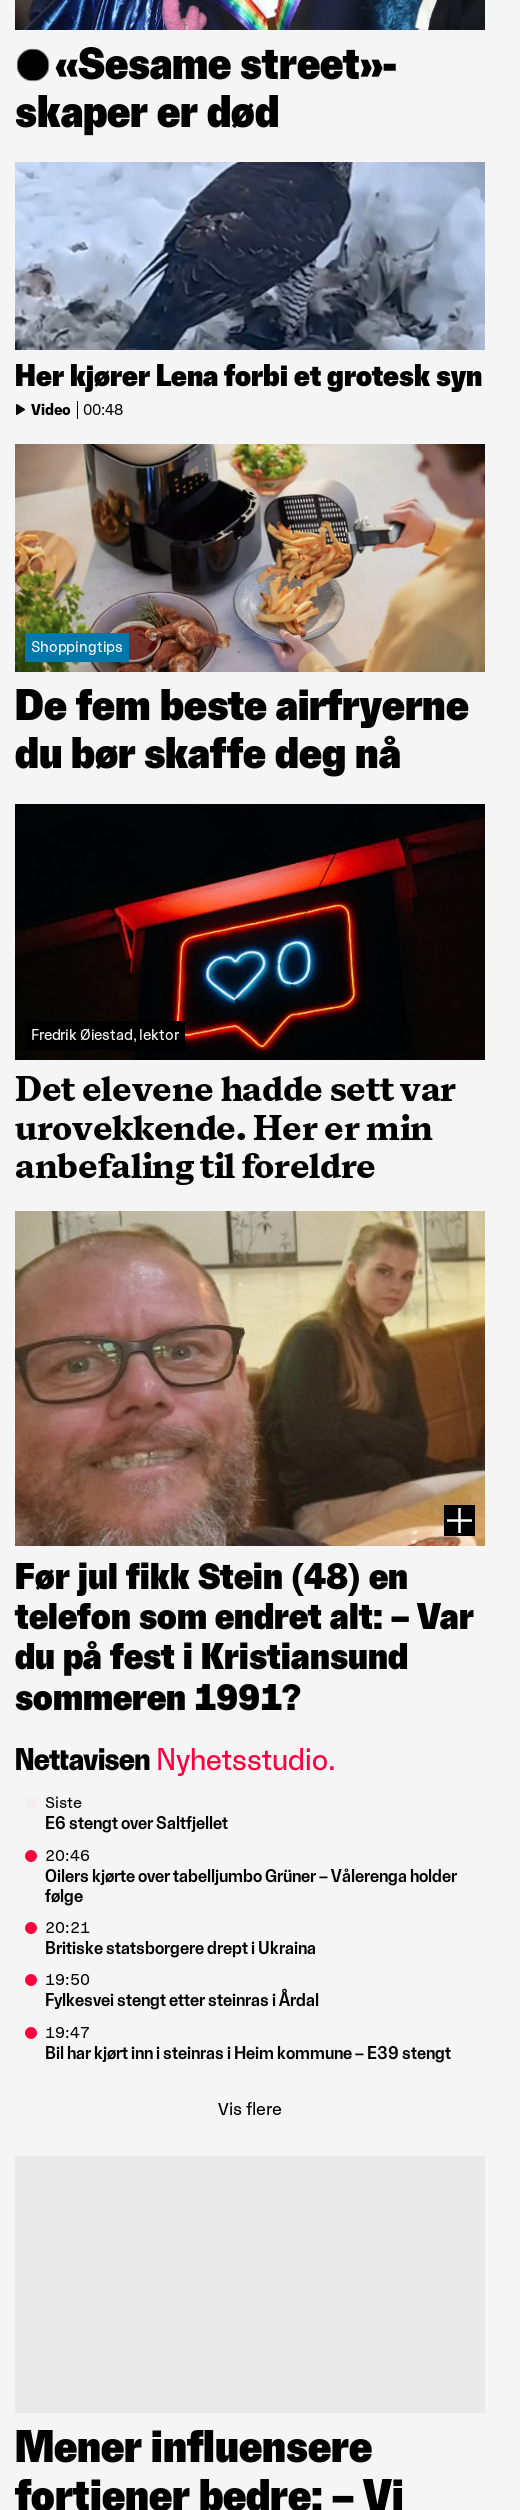 «Sesame street»-
skaper er død
Her kjører Lena forbi et grotesk syn
Video | 00:48
Shoppingtips
De fem beste airfryerne
du bør skaffe deg nå
Fredrik Øiestad, lektor
Det elevene hadde sett var
urovekkende. Her er min
anbefaling til foreldre
Før jul fikk Stein (48) en
telefon som endret alt: – Var
du på fest i Kristiansund
sommeren 1991?
Nettavisen Nyhetsstudio.
Siste
E6 stengt over Saltfjellet
20:46
Oilers kjørte over tabelljumbo Grüner – Vålerenga holder
følge
20:21
Britiske statsborgere drept i Ukraina
19:50
Fylkesvei stengt etter steinras i Årdal
19:47
Bil har kjørt inn i steinras i Heim kommune – E39 stengt
Vis flere
Mener influensere
fortjener bedre: – Vi